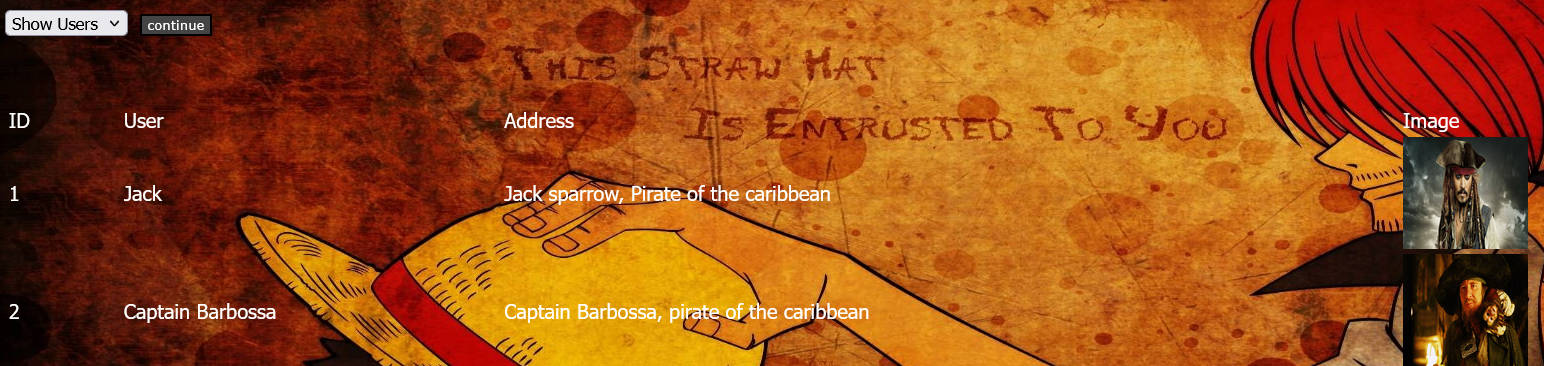 Show Users continue
This Straw Hat
Is Entrusted To You
ID User Address Image
1 Jack Jack sparrow, Pirate of the caribbean
2 Captain Barbossa Captain Barbossa, pirate of the caribbean